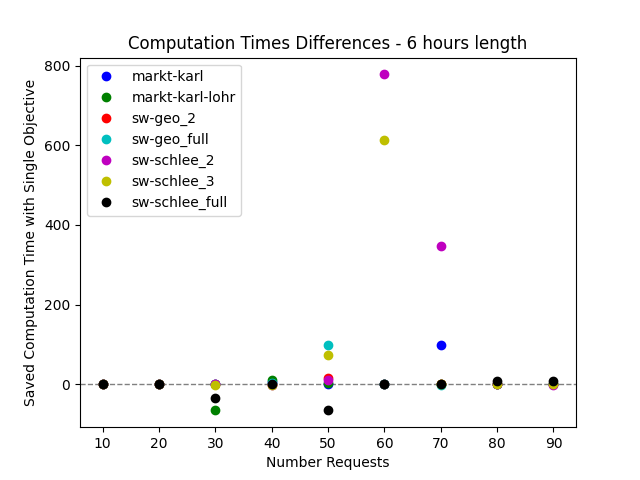 Computation Times Differences - 6 hours length
800
600
400
200
0
Saved Computation Time with Single Objective
markt-karl
markt-karl-lohr
sw-geo_2
sw-geo_full
sw-schlee_2
sw-schlee_3
sw-schlee_full
10 20 30 40 50 60 70 80 90
Number Requests